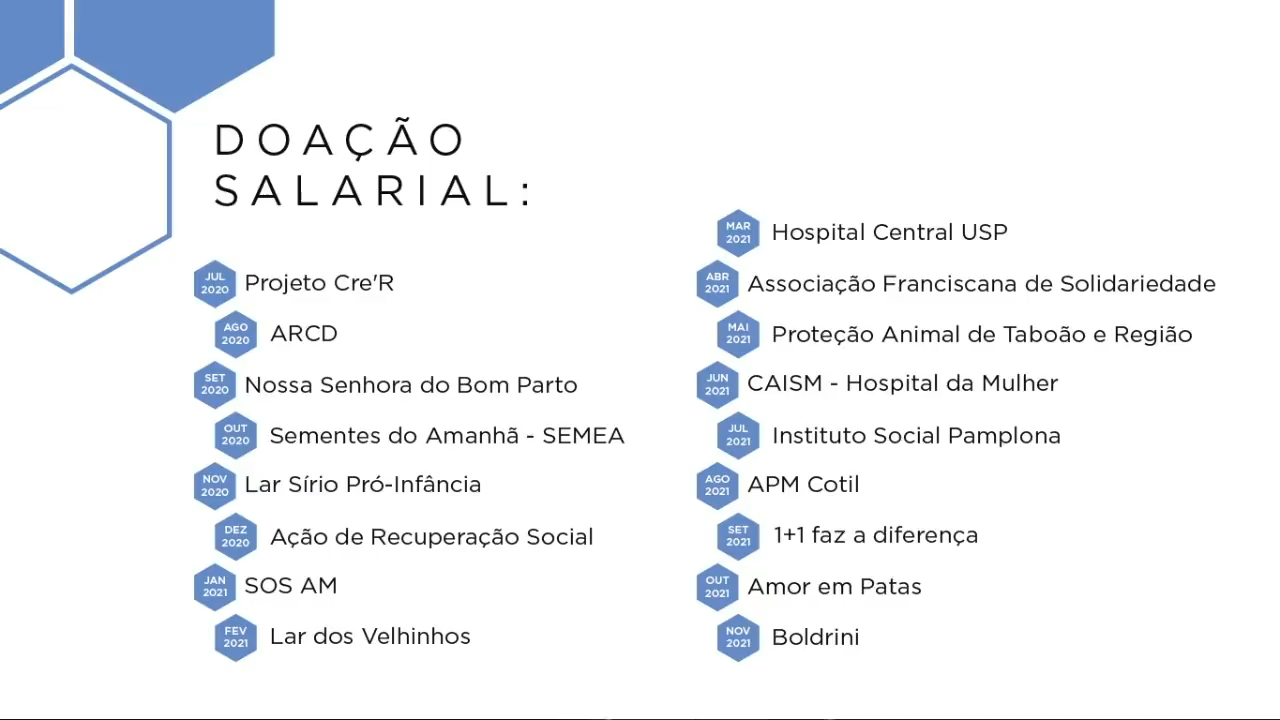 DOAÇÃO
SALARIAL:
JUL
2020
Projeto Cre'R
AGO
2020
ARCD
SET
2020
Nossa Senhora do Bom Parto
OUT
2020
Sementes do Amanhã - SEMEA
NOV
2020
Lar Sírio Pró-Infância
DEZ
2020
Ação de Recuperação Social
JAN
2021
SOS AM
FEV
2021
Lar dos Velhinhos
MAR
2021
Hospital Central USP
ABR
2021
Associação Franciscana de Solidariedade
MAI
2021
Proteção Animal de Taboão e Região
JUN
2021
CAISM - Hospital da Mulher
JUL
2021
Instituto Social Pamplona
AGO
2021
APM Cotil
SET
2021
1+1 faz a diferença
OUT
2021
Amor em Patas
NOV
2021
Boldrini